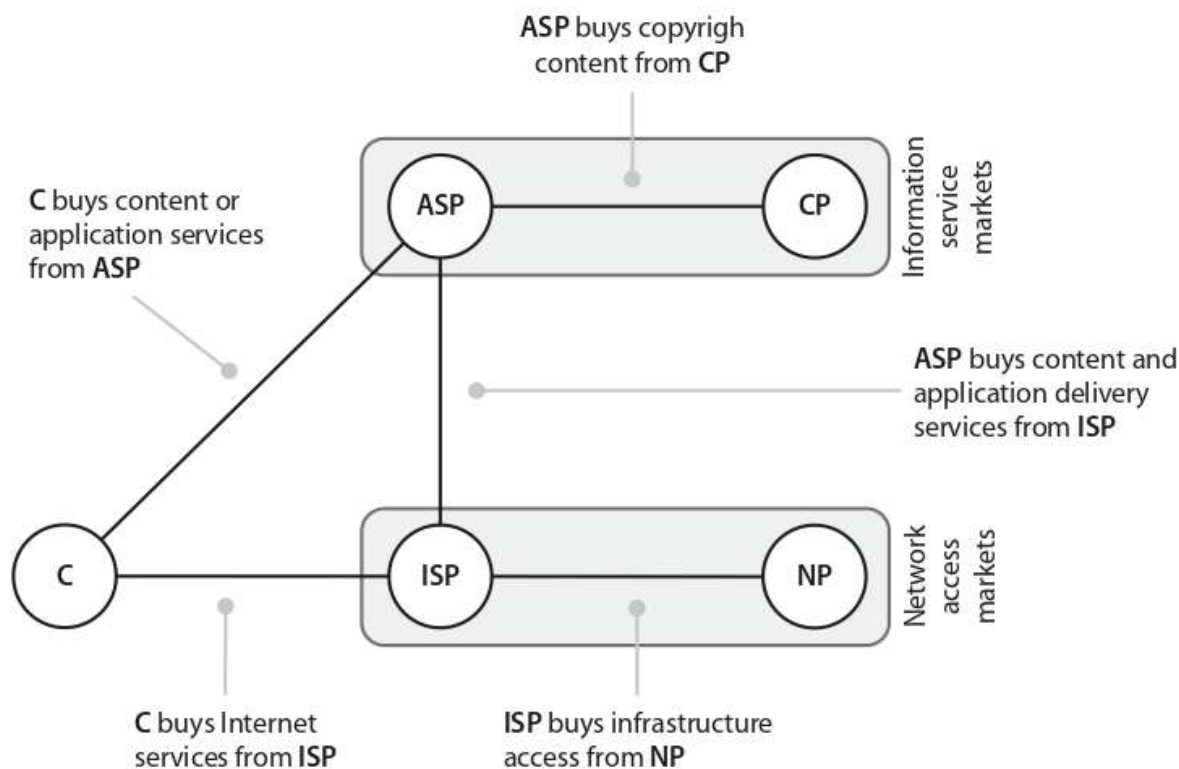 ASP buys copyrigh
content from CP
C buys content or
application services
from ASP
ASP
CP
Information
service
markets
ASP buys content and
application delivery
services from ISP
C
ISP
NP
Network
access
markets
C buys Internet
services from ISP
ISP buys infrastructure
access from NP